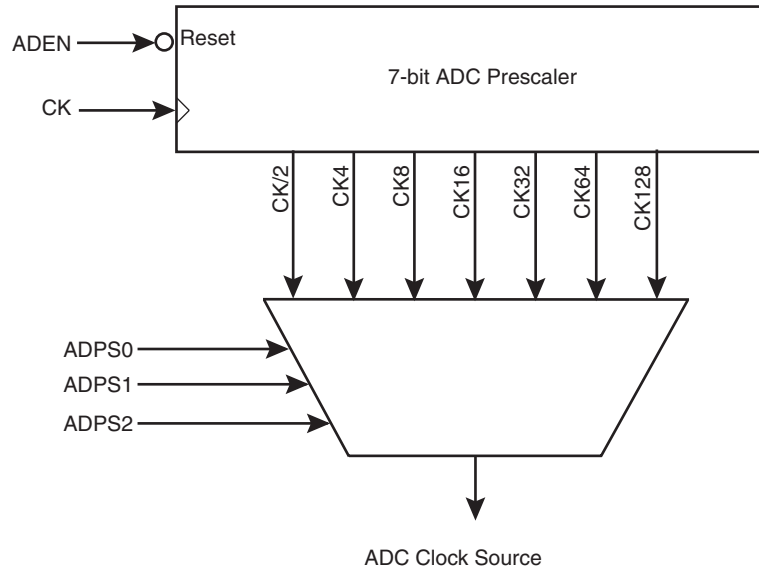 ADEN
Reset
7-bit ADC Prescaler
CK
CK/2
CK4
CK8
CK16
CK32
CK64
CK128
ADPS0
ADPS1
ADPS2
ADC Clock Source